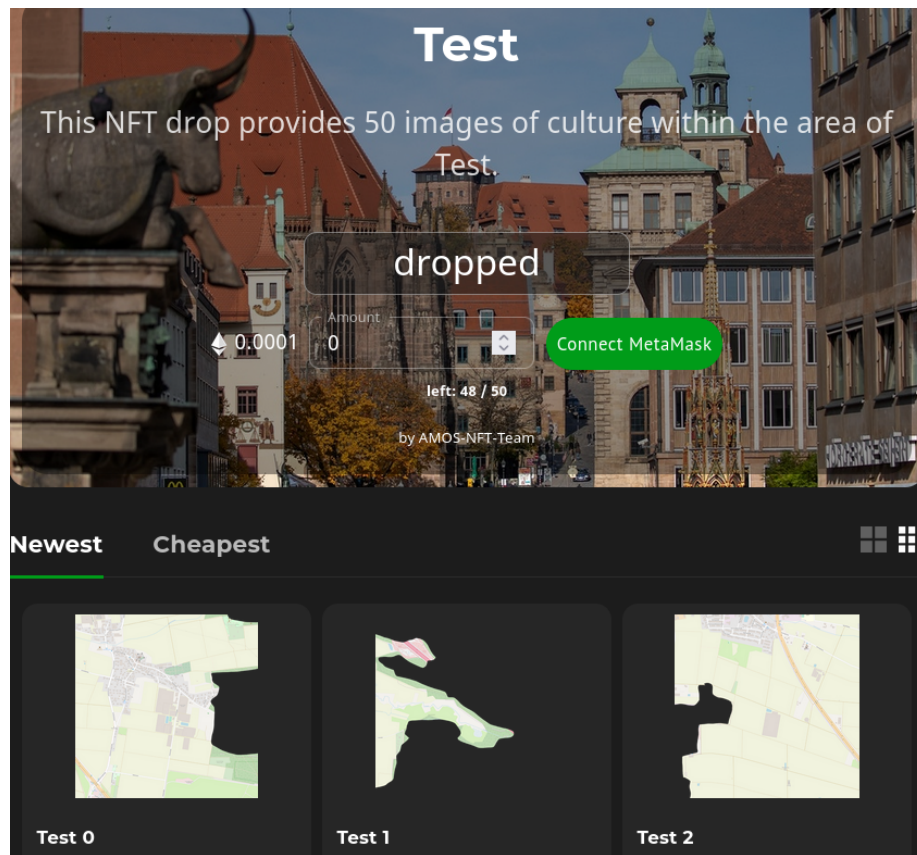 Test
This NFT drop provides 50 images of culture within the area of
Test.
dropped
Amount
0.0001
0
Connect MetaMask
left: 48 / 50
by AMOS-NFT-Team
Newest
Cheapest
Test 0
Test 1
Test 2